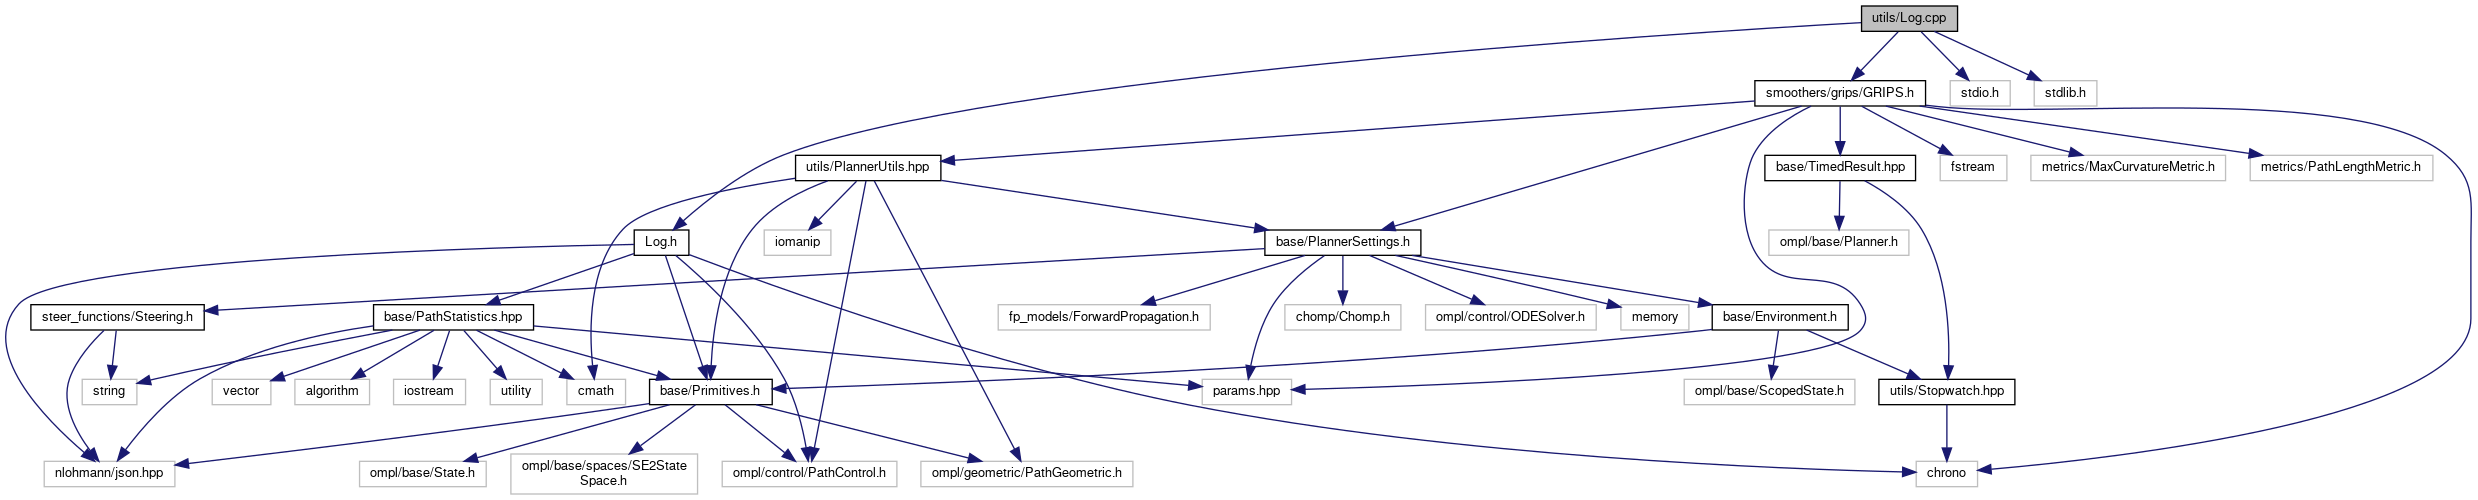 utils/Log.cpp
smoothers/grips/GRIPS.h
stdio.h
stdlib.h
utils/PlannerUtils.hpp
base/TimedResult.hpp
fstream
metrics/MaxCurvatureMetric.h
metrics/PathLengthMetric.h
Log.h
iomanip
base/PlannerSettings.h
ompl/base/Planner.h
steer_functions/Steering.h
base/PathStatistics.hpp
fp_models/ForwardPropagation.h
chomp/Chomp.h
ompl/control/ODESolver.h
memory
base/Environment.h
string
vector
algorithm
iostream
utility
cmath
base/Primitives.h
params.hpp
ompl/base/ScopedState.h
utils/Stopwatch.hpp
nlohmann/json.hpp
ompl/base/State.h
ompl/base/spaces/SE2State
Space.h
ompl/control/PathControl.h
ompl/geometric/PathGeometric.h
chrono